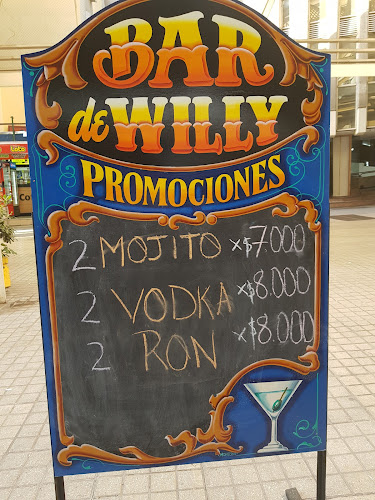 BAR
de WILLY
PROMOCIONES
2 MOJITO x$7.000
2 VODKA x$8.000
2 RON x$8.000